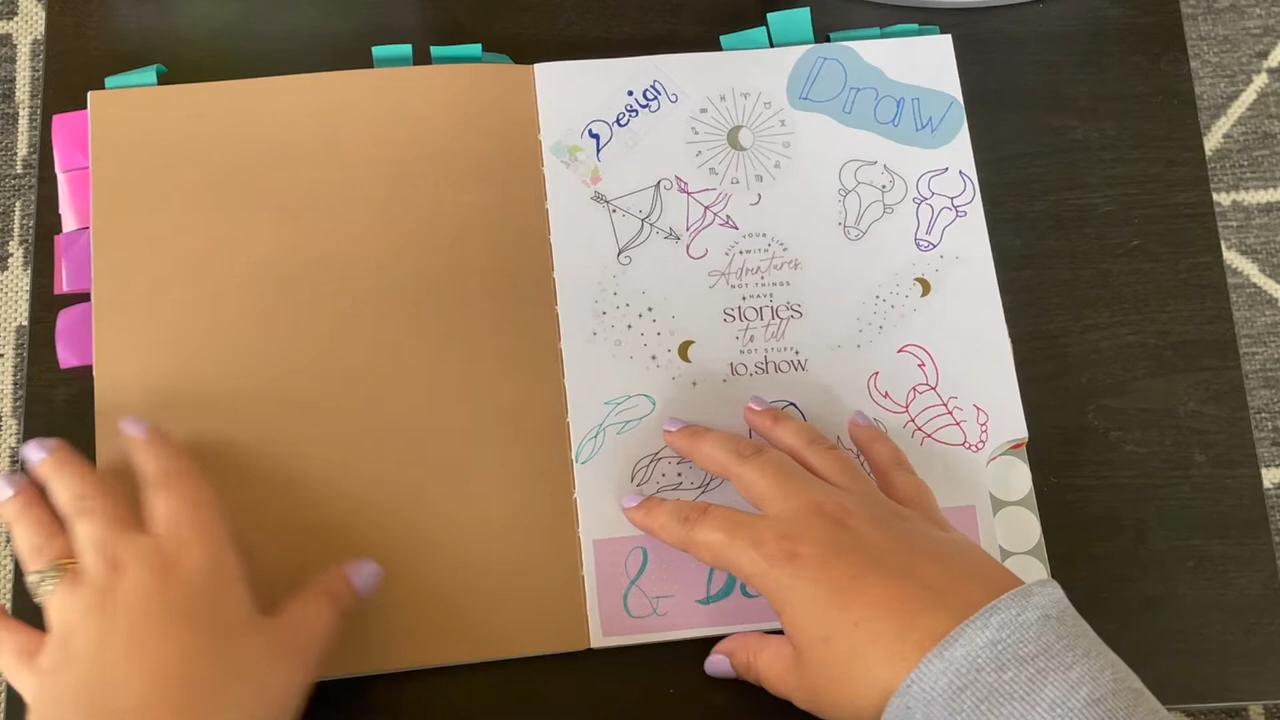 Design
Draw
FILL YOUR LIFE
WITH
Adventures,
NOT THINGS
HAVE
stories
to tell
NOT STUFF
to show.
&